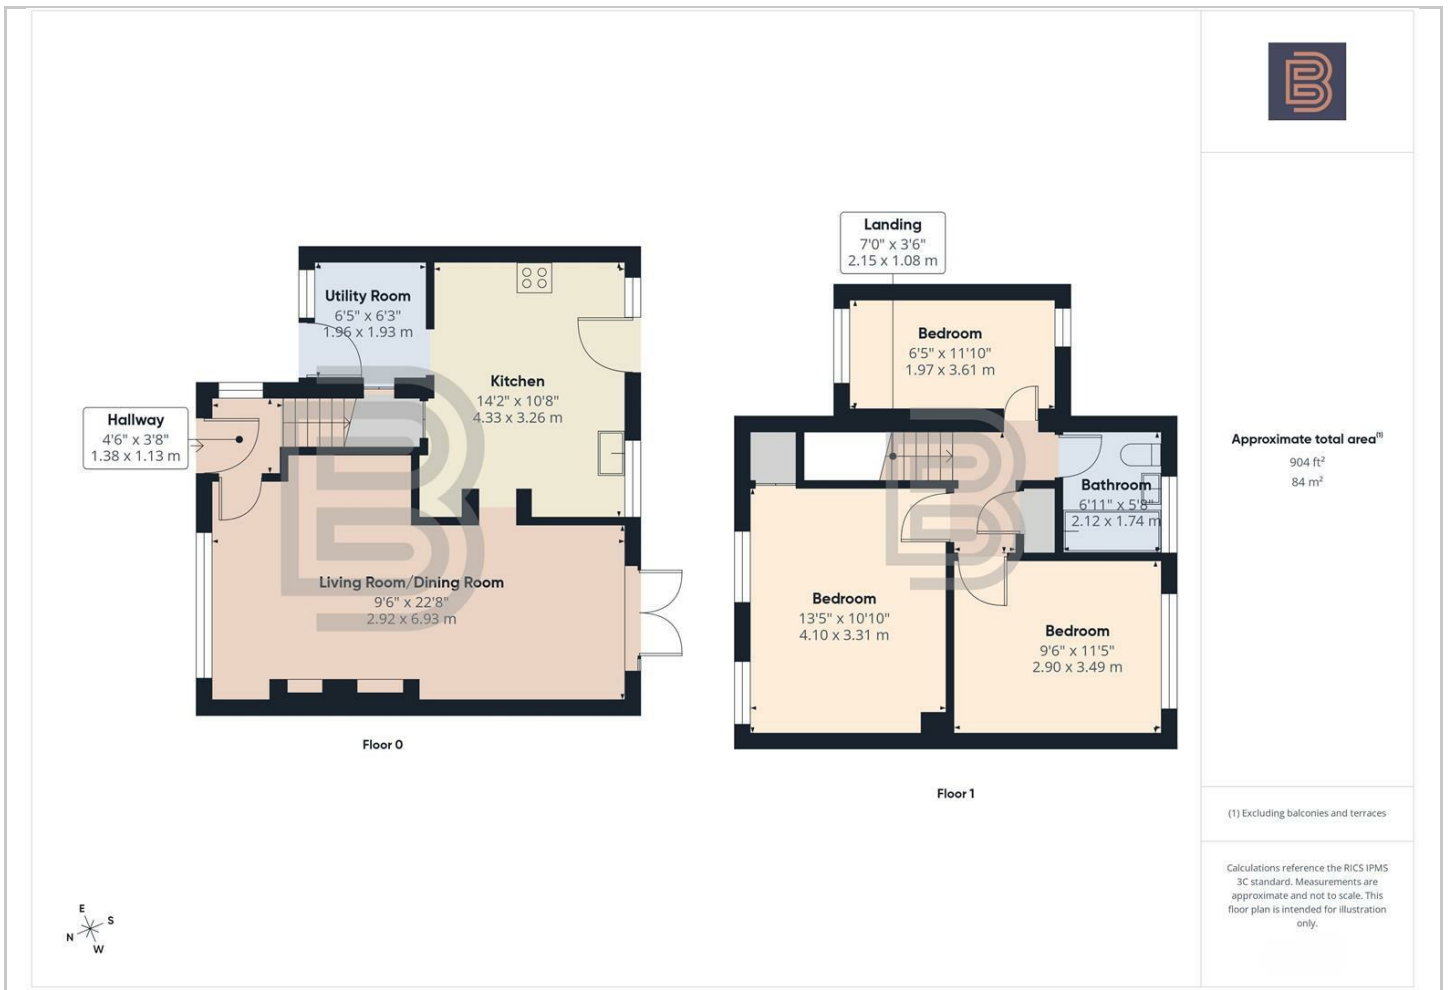 Utility Room
6'5" x 6'3"
1.96 x 1.93 m
Kitchen
14'2" x 10'8"
4.33 x 3.26 m
Hallway
4'6" x 3'8"
1.38 x 1.13 m
Living Room/Dining Room
9'6" x 22'8"
2.92 x 6.93 m
Floor 0
Landing
7'0" x 3'6"
2.15 x 1.08 m
Bedroom
6'5" x 11'10"
1.97 x 3.61 m
Bathroom
6'11" x 5'8"
2.12 x 1.74 m
Bedroom
13'5" x 10'10"
4.10 x 3.31 m
Bedroom
9'6" x 11'5"
2.90 x 3.49 m
Floor 1
E
S
N
W
B
Approximate total area(1)
904 ft²
84 m²
(1) Excluding balconies and terraces
Calculations reference the RICS IPMS
3C standard. Measurements are
approximate and not to scale. This
floor plan is intended for illustration
only.